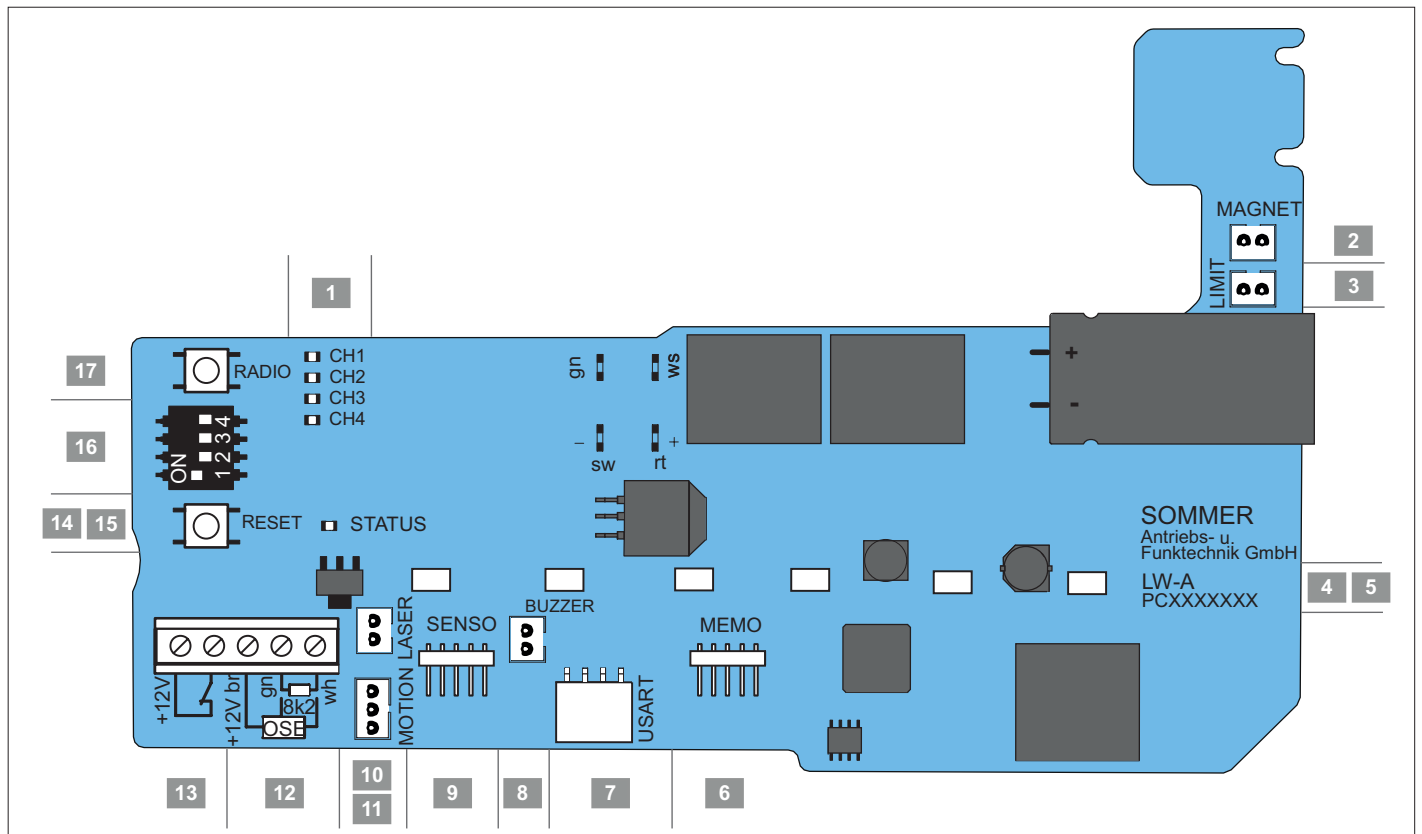 MAGNET
2
LIMIT
3
1
17
RADIO
CH1
CH2
CH3
CH4
gn
ws
+
-
16
ON
1 2 3 4
-
sw
rt
+
14 15
RESET
STATUS
SOMMER
Antriebs- u.
Funktechnik GmbH
LW-A
PCXXXXXXX
4 5
LASER
SENSO
BUZZER
MEMO
+12V
+12V br
gn
8k2
wh
OSE
MOTION
USART
13
12
10
11
9
8
7
6